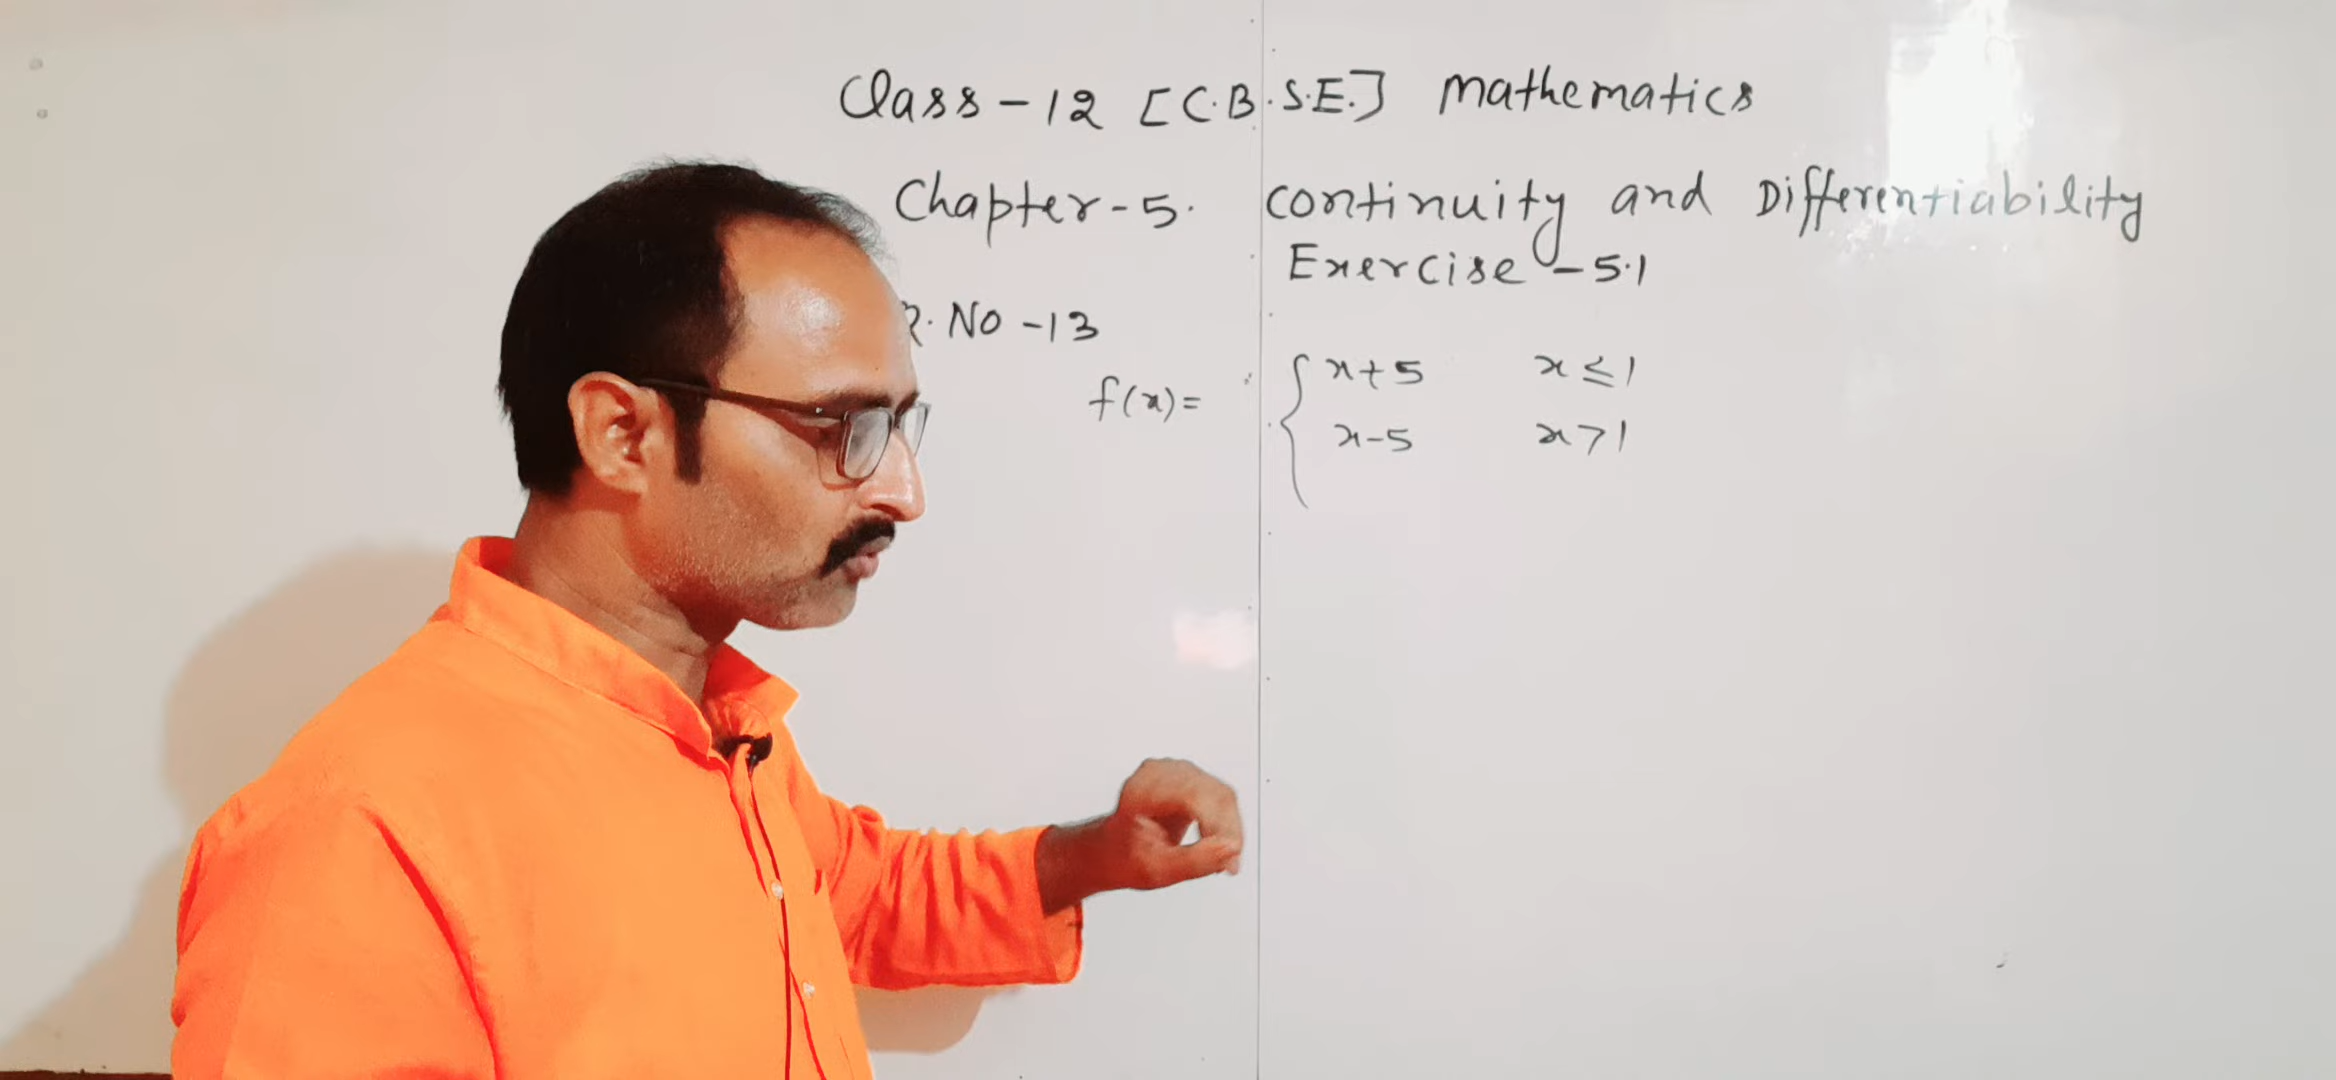 Class-12 [C.B.S.E.] Mathematics
Chapter-5. Continuity and Differentiability
Exercise-5.1
Q.No-13
f(x)= { x+5 x≤1
x-5 x>1